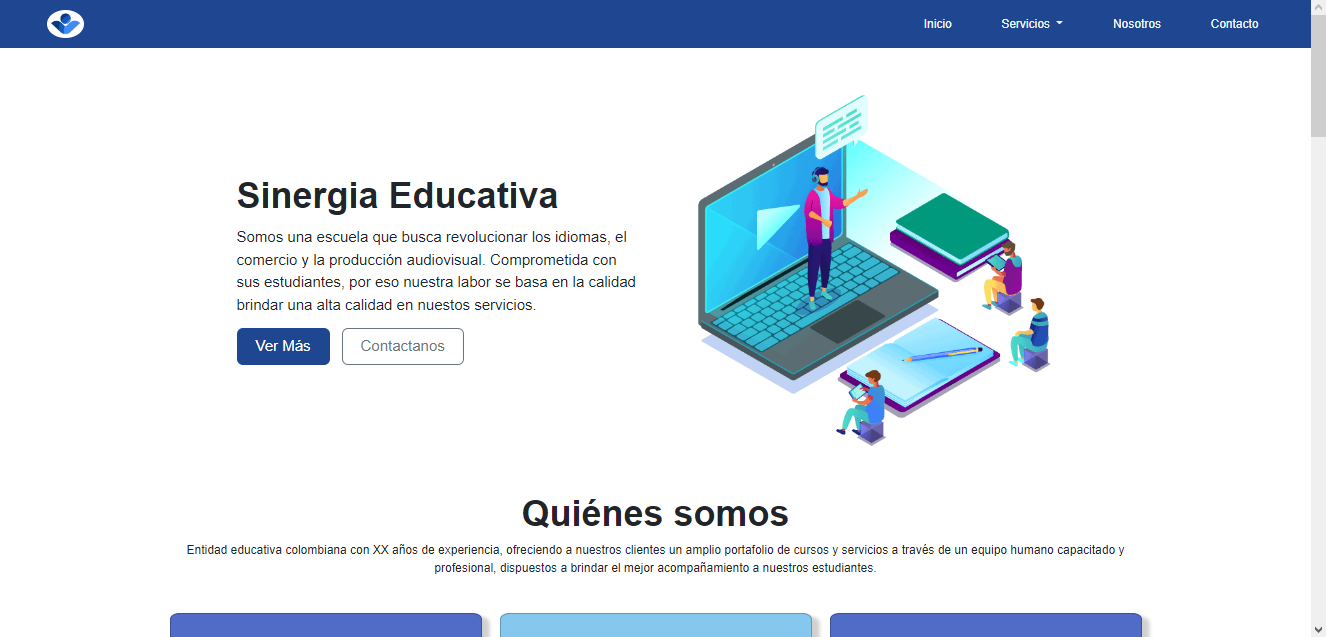 Inicio Servicios Nosotros Contacto
Sinergia Educativa
Somos una escuela que busca revolucionar los idiomas, el
comercio y la producción audiovisual. Comprometida con
sus estudiantes, por eso nuestra labor se basa en la calidad
brindar una alta calidad en nuestos servicios.
Ver Más Contactanos
Quiénes somos
Entidad educativa colombiana con XX años de experiencia, ofreciendo a nuestros clientes un amplio portafolio de cursos y servicios a través de un equipo humano capacitado y
profesional, dispuestos a brindar el mejor acompañamiento a nuestros estudiantes.